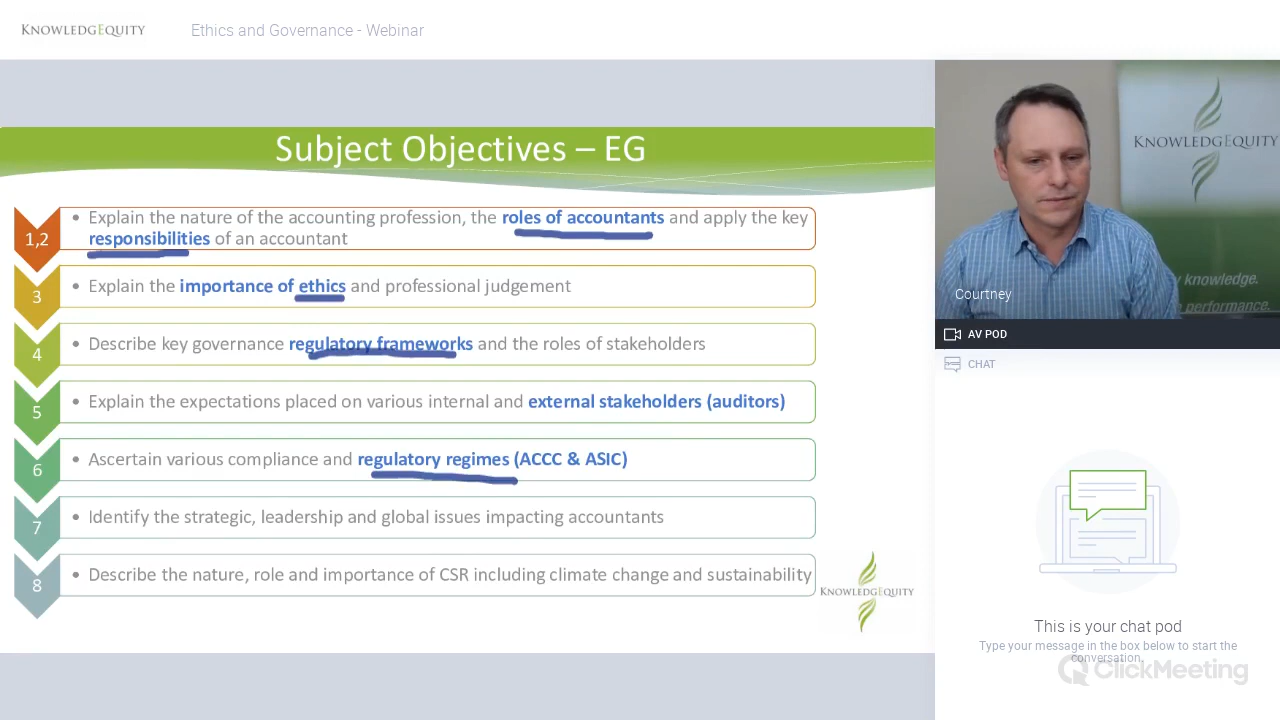 KNOWLEDGEQUITY
Ethics and Governance - Webinar
Subject Objectives – EG
1,2
• Explain the nature of the accounting profession, the roles of accountants and apply the key
responsibilities of an accountant
3
• Explain the importance of ethics and professional judgement
4
• Describe key governance regulatory frameworks and the roles of stakeholders
5
• Explain the expectations placed on various internal and external stakeholders (auditors)
6
• Ascertain various compliance and regulatory regimes (ACCC & ASIC)
7
• Identify the strategic, leadership and global issues impacting accountants
8
• Describe the nature, role and importance of CSR including climate change and sustainability
KNOWLEDGEQUITY
KNOWLEDGEQUITY
y knowledge.
performance.
Courtney
AV POD
CHAT
This is your chat pod
Type your message in the box below to start the
conversation.
ClickMeeting